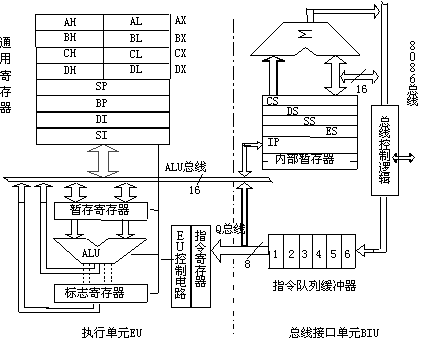 通用寄存器
AH AL AX
BH BL BX
CH CL CX
DH DL DX
SP
BP
DI
SI
ALU总线
16
暂存寄存器
ALU
标志寄存器
EU控制电路
指令寄存器
执行单元EU
Σ
16
8086总线
CS
DS
SS
ES
IP
内部暂存器
总线控制逻辑
Q总线
8
1 2 3 4 5 6
指令队列缓冲器
总线接口单元BIU